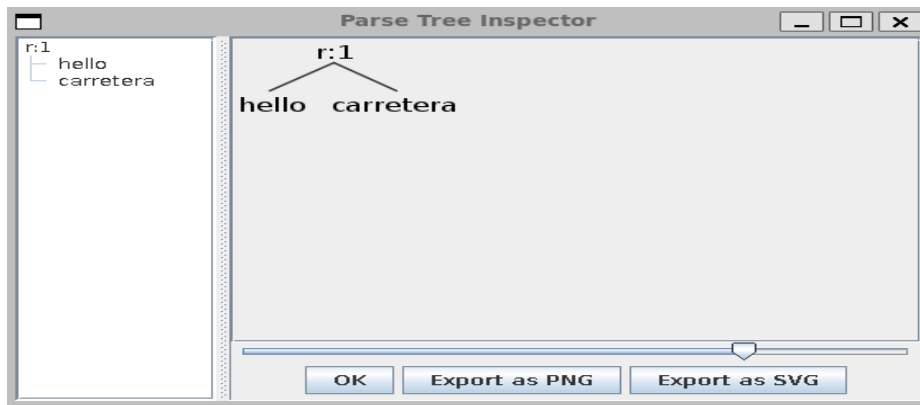 Parse Tree Inspector
r:1
hello
carretera
r:1
hello carretera
OK Export as PNG Export as SVG